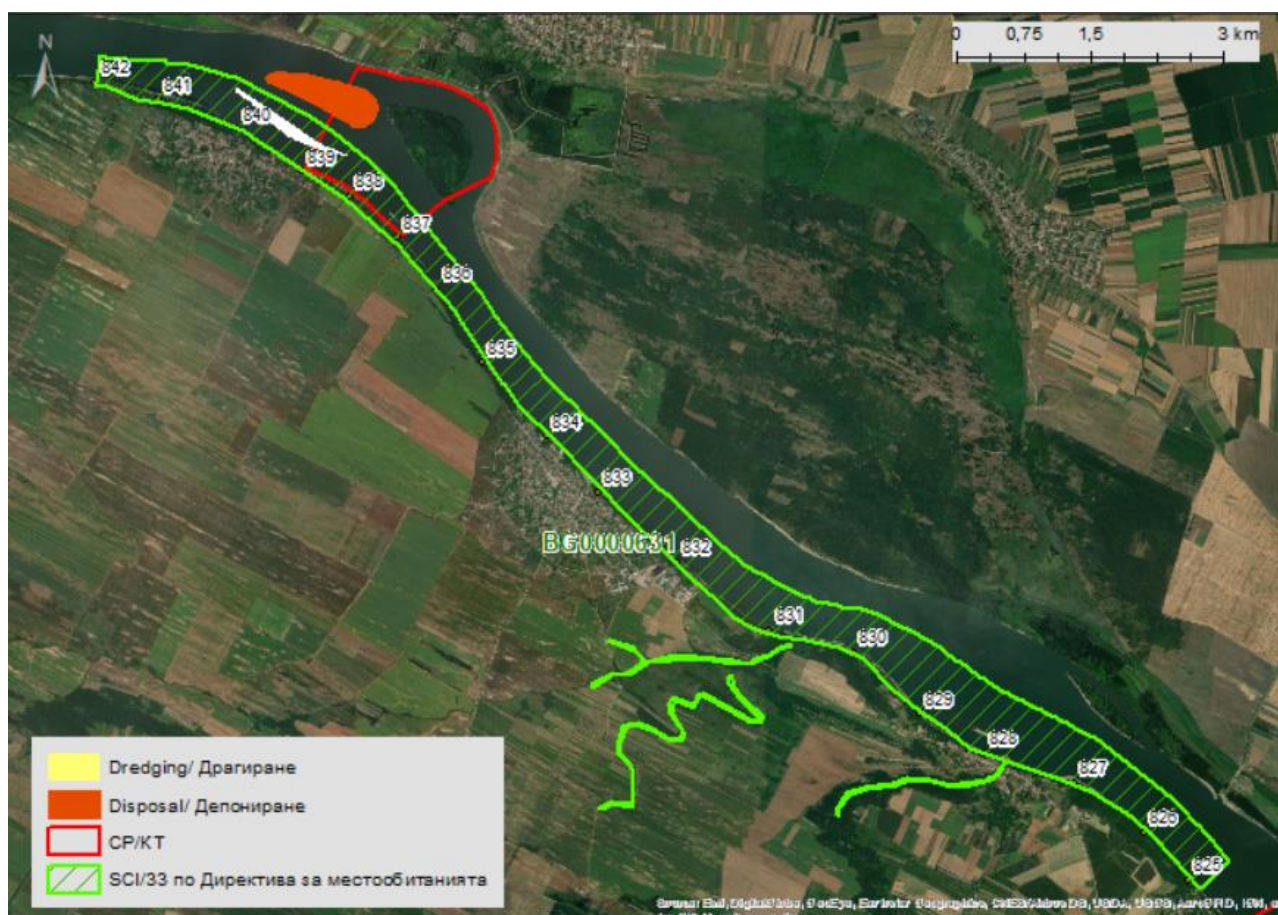 N
0 0,75 1,5 3 km
842
841
840
839
838
837
836
835
834
833
BG0000631
832
831
830
829
828
827
826
825
Dredging/ Драгиране
Disposal/ Депониране
CP/KT
SCI/33 по Директива за местообитанията